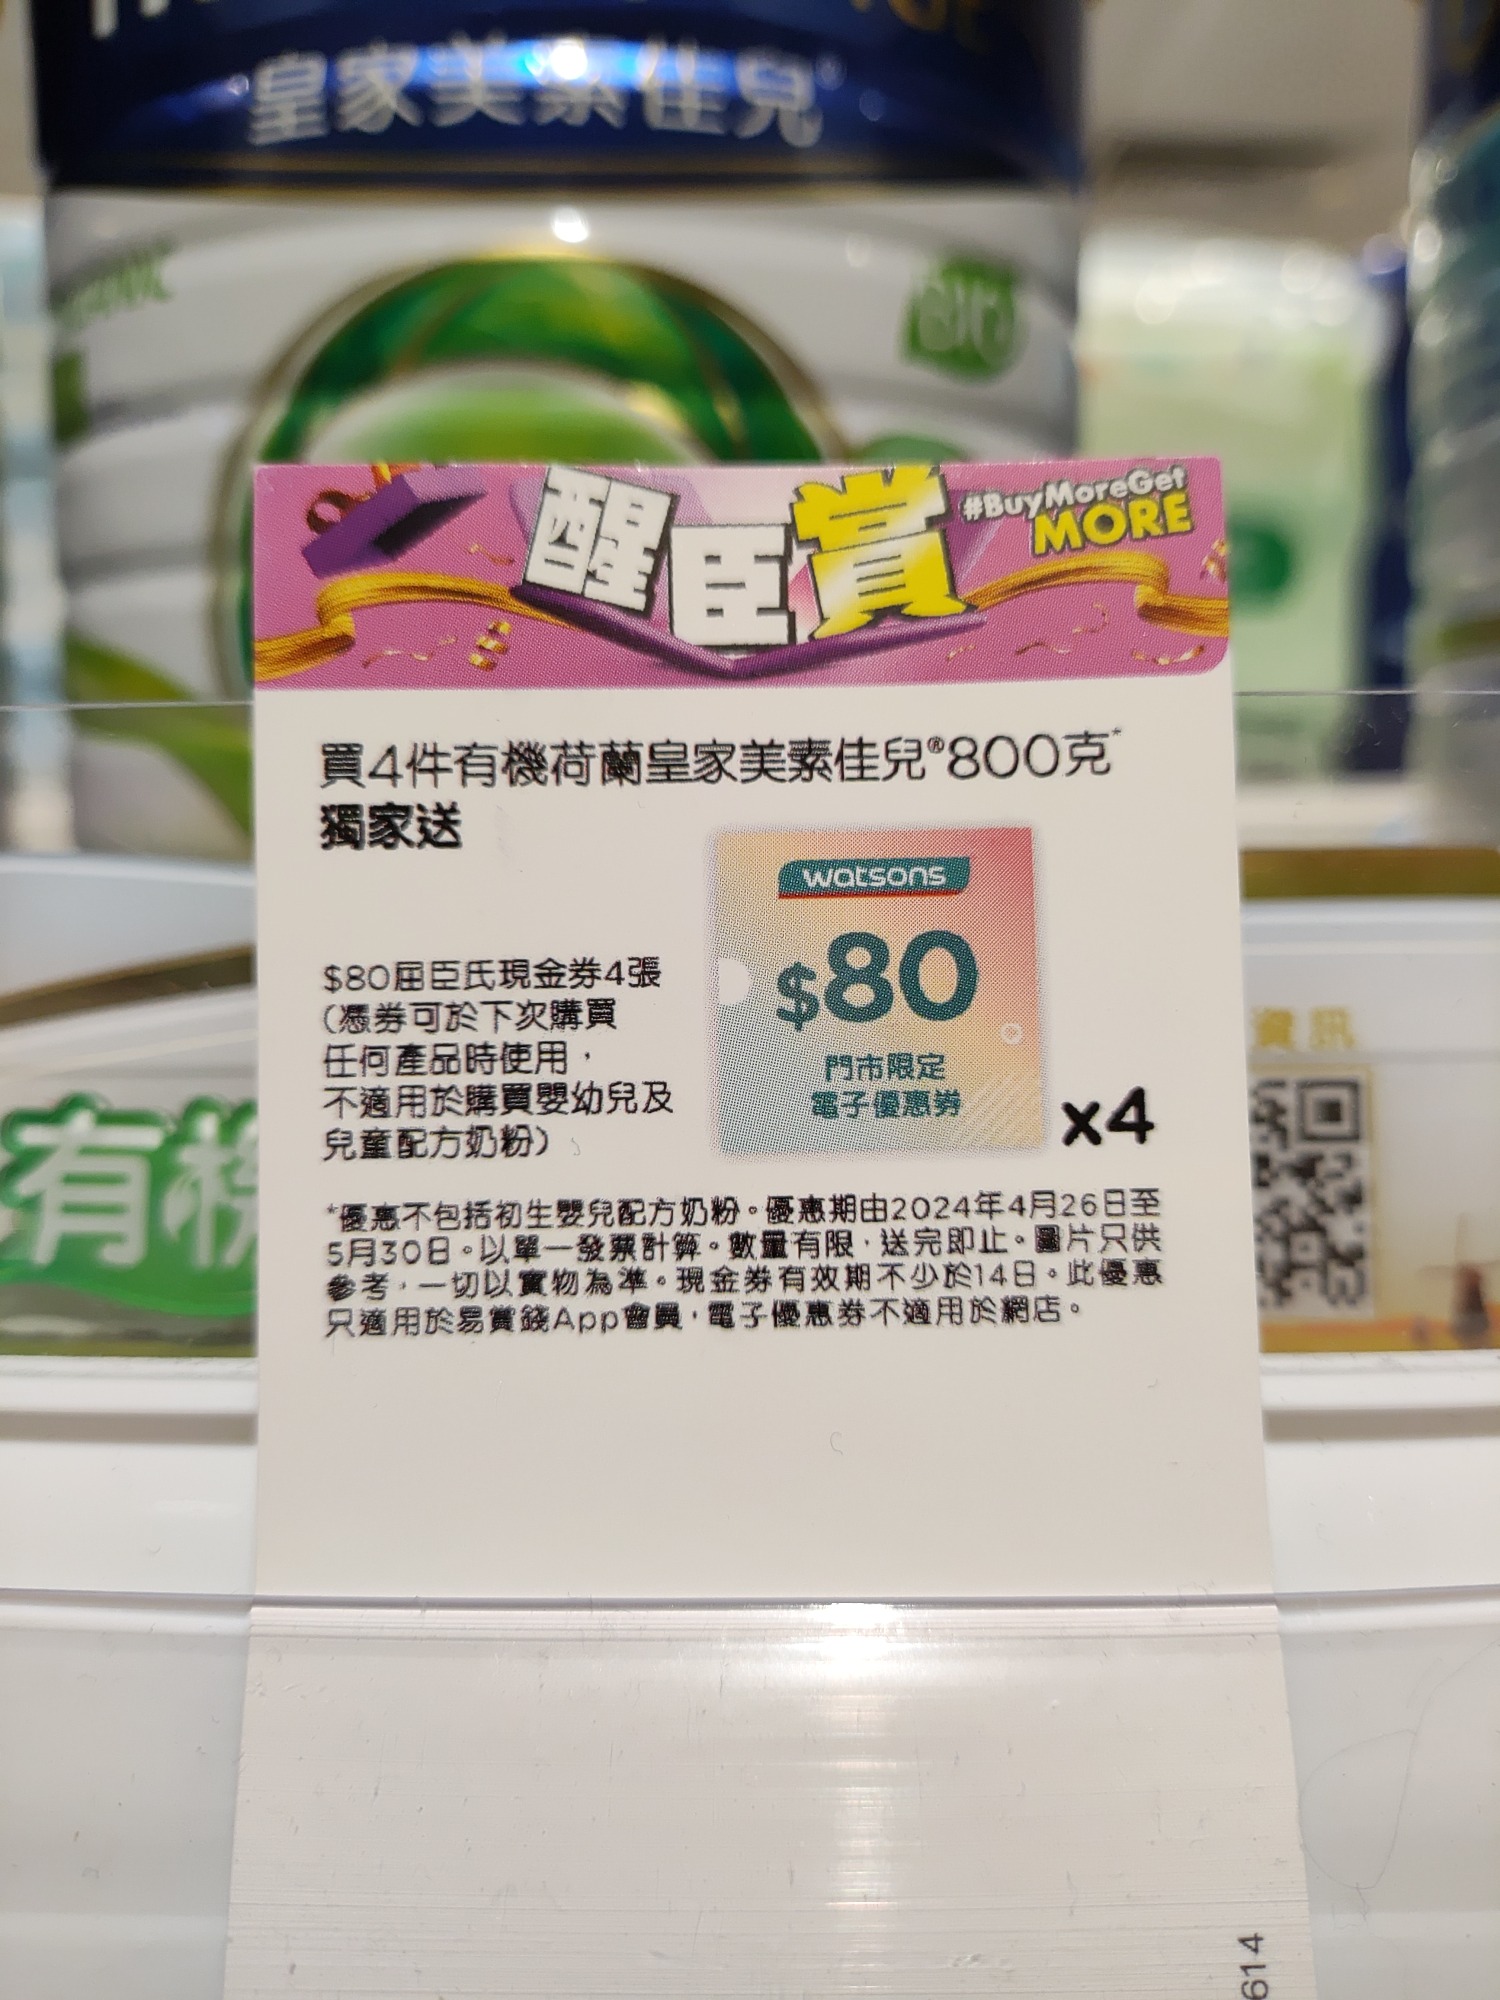 皇家美素佳兒
有機
醒臣賞
#BuyMoreGet
MORE
買4件有機荷蘭皇家美素佳兒®800克*
獨家送
watsons
$80
門市限定
電子優惠券
x4
$80屈臣氏現金券4張
(憑券可於下次購買
任何產品時使用，
不適用於購買嬰幼兒及
兒童配方奶粉)
*優惠不包括初生嬰兒配方奶粉。優惠期由2024年4月26日至
5月30日。以單一發票計算。數量有限，送完即止。圖片只供
參考，一切以實物為準。現金券有效期不少於14日。此優惠
只適用於易賞錢App會員，電子優惠券不適用於網店。
資訊
614